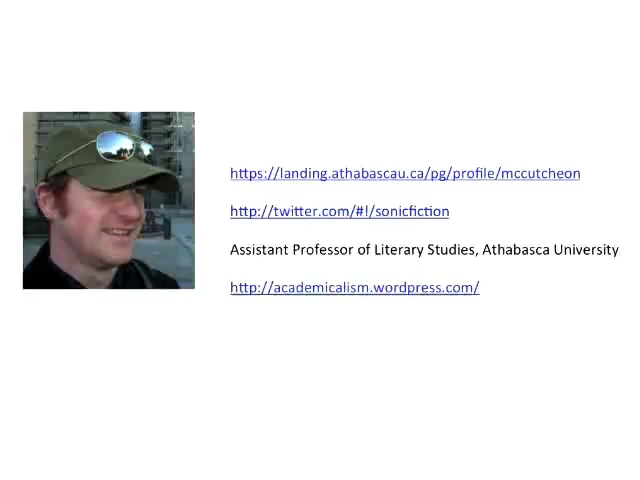 https://landing.athabascau.ca/pg/profile/mccutcheon
http://twitter.com/#!/sonicfiction
Assistant Professor of Literary Studies, Athabasca University
http://academicalism.wordpress.com/